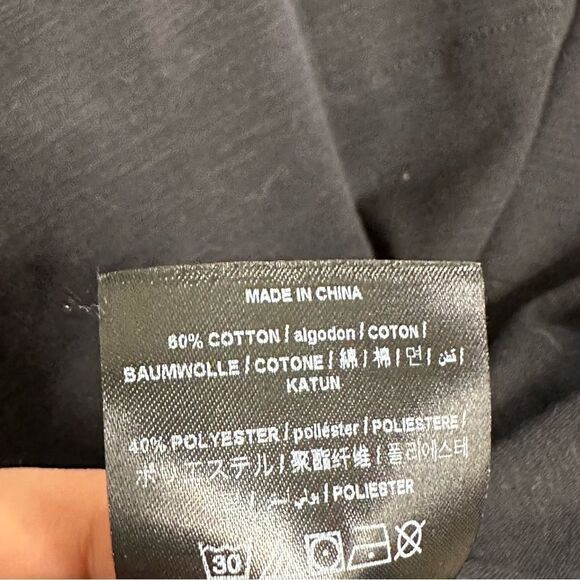 MADE IN CHINA
60% COTTON / algodon / COTON /
BAUMWOLLE / COTONE / 綿 / 棉 / 면 / قطن /
KATUN
40% POLYESTER / poliéster / POLIESTERE /
ポリエステル / 聚酯纤维 / 폴리에스테
/ POLIESTER
30